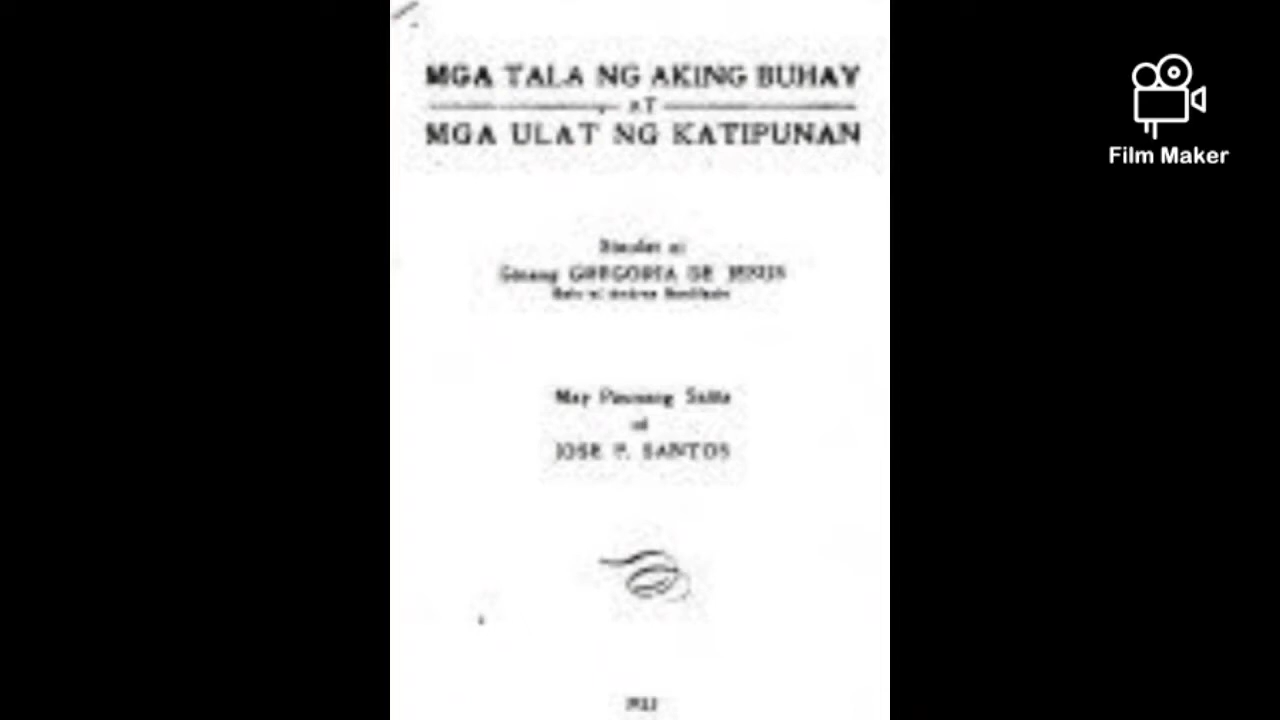 MGA TALA NG AKING BUHAY
AT
MGA ULAT NG KATIPUNAN
Sinulat ni
Ginang GREGORIA DE JESUS
May Paunang Salita
ni
JOSE P. SANTOS
Film Maker